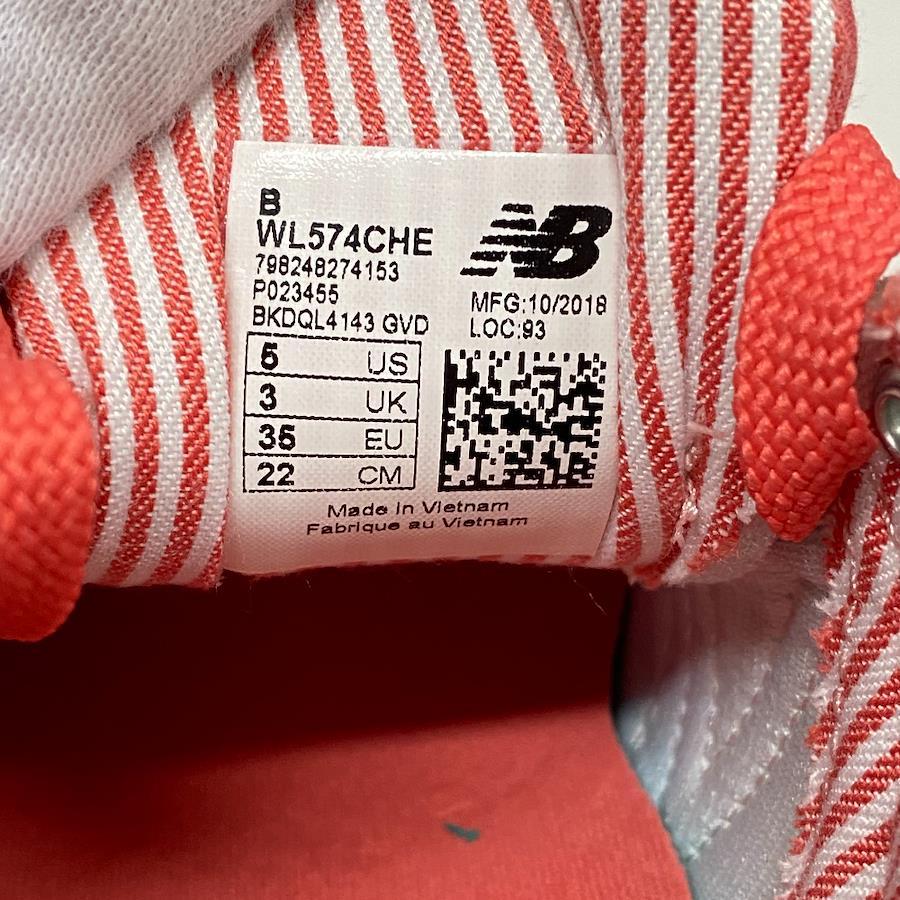 B
WL574CHE
798248274153
P023455
BKDQL4143 GVD
NB
MFG:10/2018
LOC:93
5 US
3 UK
35 EU
22 CM
Made in Vietnam
Fabrique au Vietnam